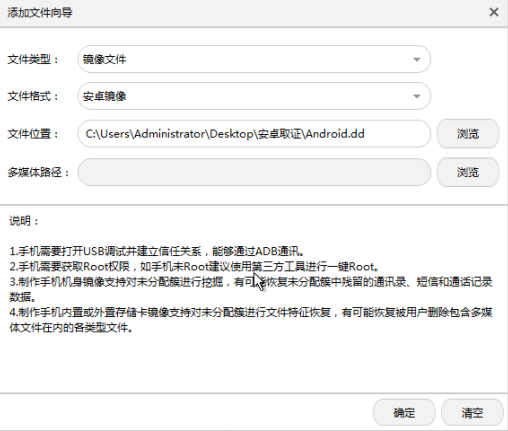 添加文件向导
文件类型： 镜像文件
文件格式： 安卓镜像
文件位置： C:\Users\Administrator\Desktop\安卓取证\Android.dd 浏览
多媒体路径： 浏览
说明：
1.手机需要打开USB调试并建立信任关系，能够通过ADB通讯。
2.手机需要获取Root权限，如手机未Root建议使用第三方工具进行一键Root。
3.制作手机机身镜像支持对未分配簇进行挖掘，有可能恢复未分配簇中残留的通讯录、短信和通话记录
数据。
4.制作手机内置或外置存储卡镜像支持对未分配簇进行文件特征恢复，有可能恢复被用户删除包含多媒
体文件在内的各类型文件。
确定 清空